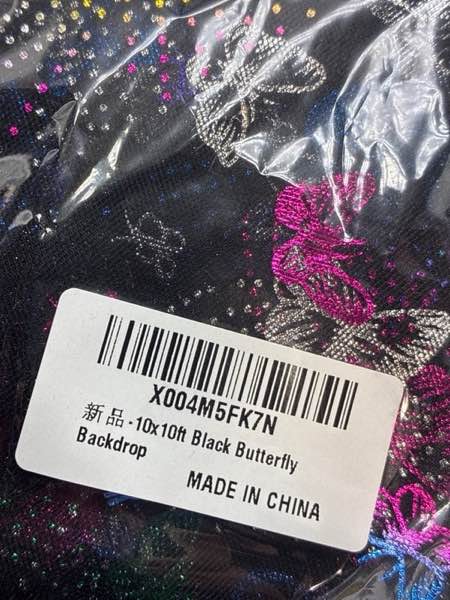 X004M5FK7N
新品-10x10ft Black Butterfly
Backdrop
MADE IN CHINA